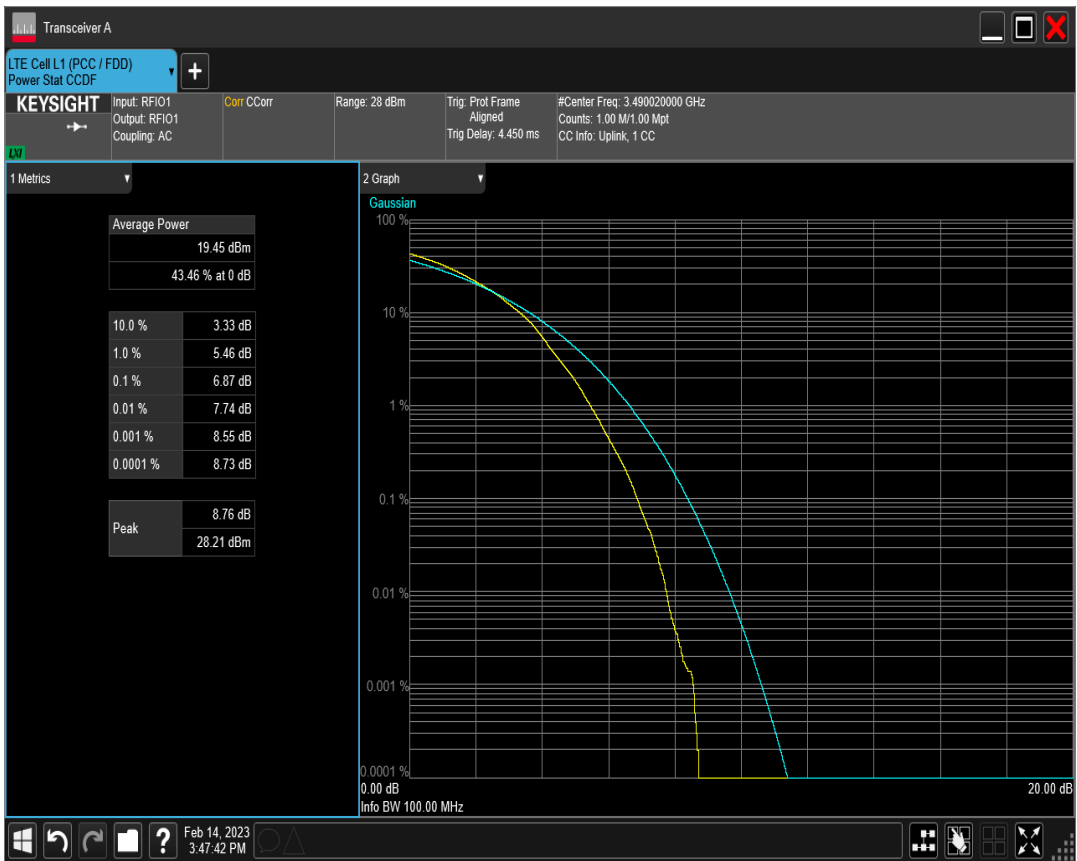 Transceiver A
LTE Cell L1 (PCC / FDD)
Power Stat CCDF
+
KEYSIGHT
LXI
Input: RFIO1
Output: RFIO1
Coupling: AC
Corr CCorr
Range: 28 dBm
Trig: Prot Frame
Aligned
Trig Delay: 4.450 ms
#Center Freq: 3.490020000 GHz
Counts: 1.00 M/1.00 Mpt
CC Info: Uplink, 1 CC
1 Metrics
Average Power
19.45 dBm
43.46 % at 0 dB
10.0 % 3.33 dB
1.0 % 5.46 dB
0.1 % 6.87 dB
0.01 % 7.74 dB
0.001 % 8.55 dB
0.0001 % 8.73 dB
Peak
8.76 dB
28.21 dBm
2 Graph
Gaussian
100 %
10 %
1 %
0.1 %
0.01 %
0.001 %
0.0001 %
0.00 dB
20.00 dB
Info BW 100.00 MHz
?
Feb 14, 2023
3:47:42 PM